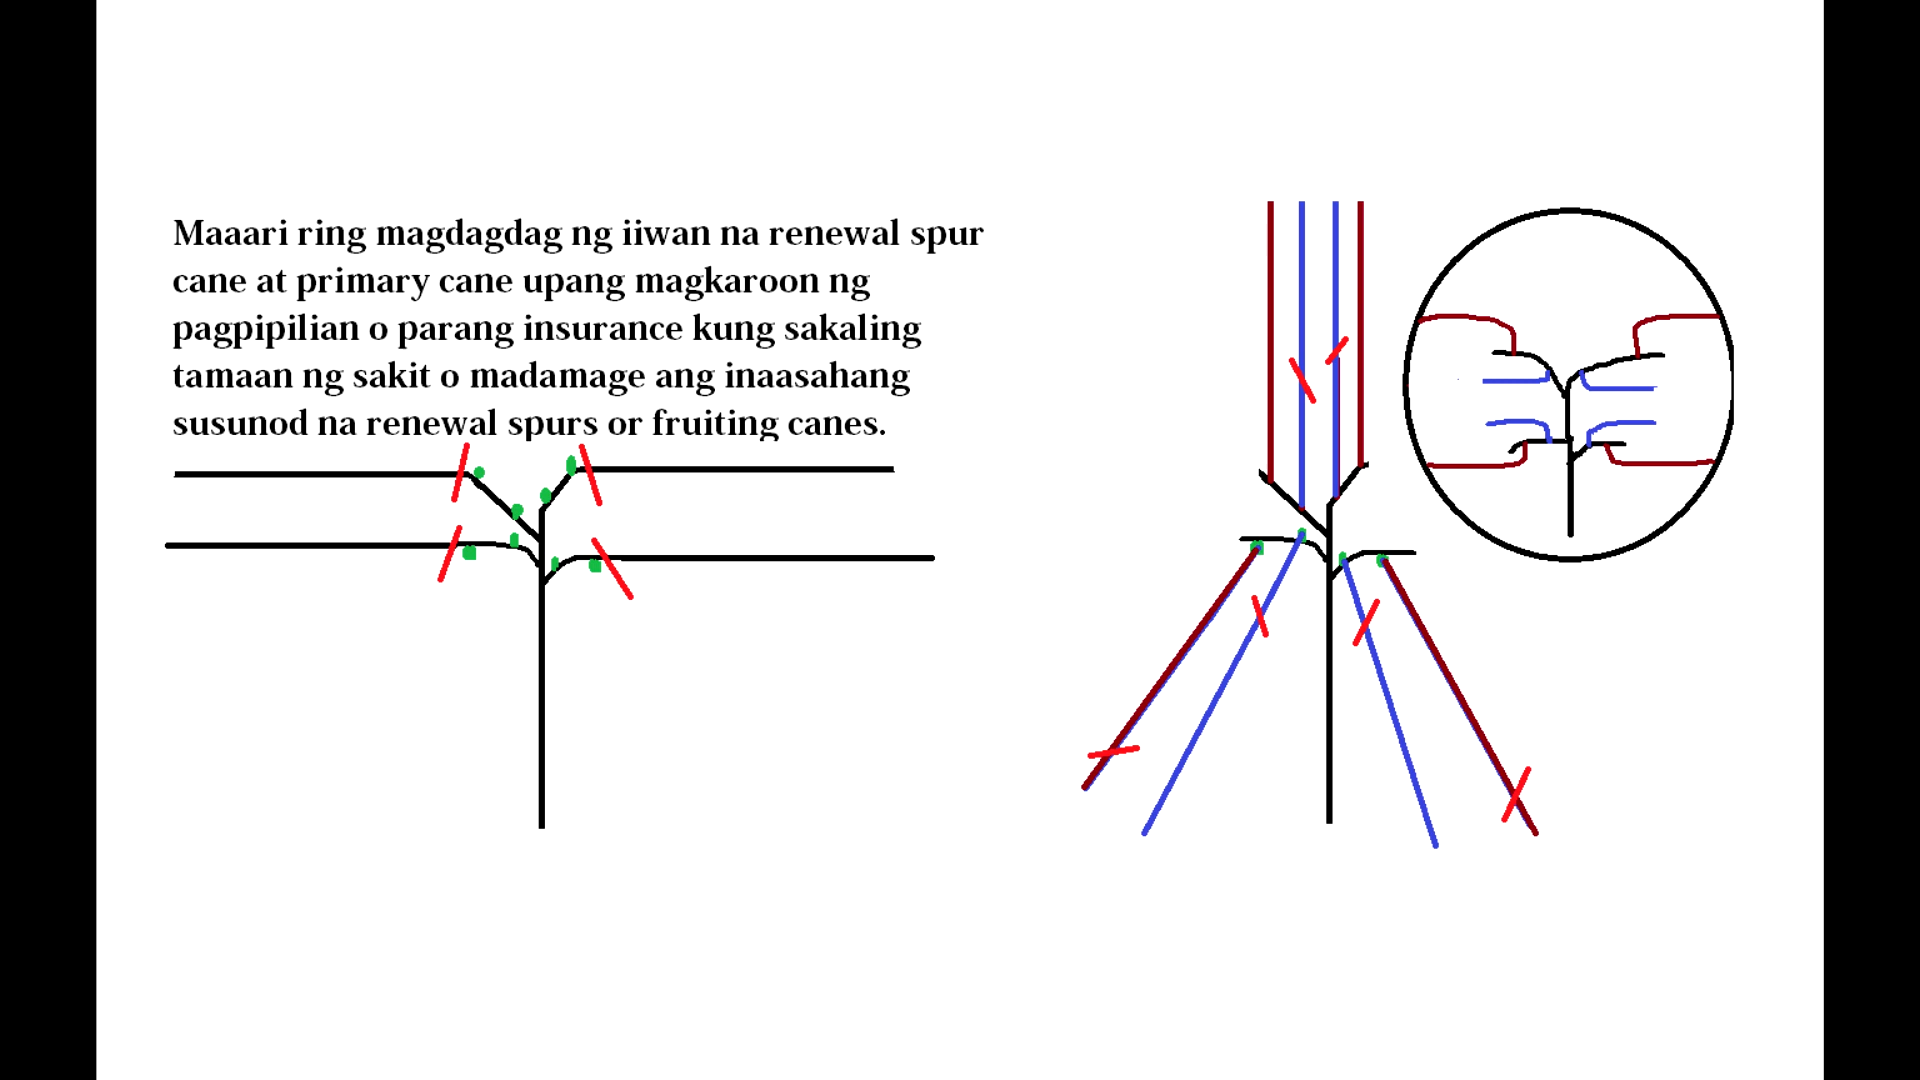 Maaari ring magdagdag ng iiwan na renewal spur
cane at primary cane upang magkaroon ng
pagpipilian o parang insurance kung sakaling
tamaan ng sakit o madamage ang inaasahang
susunod na renewal spurs or fruiting canes.